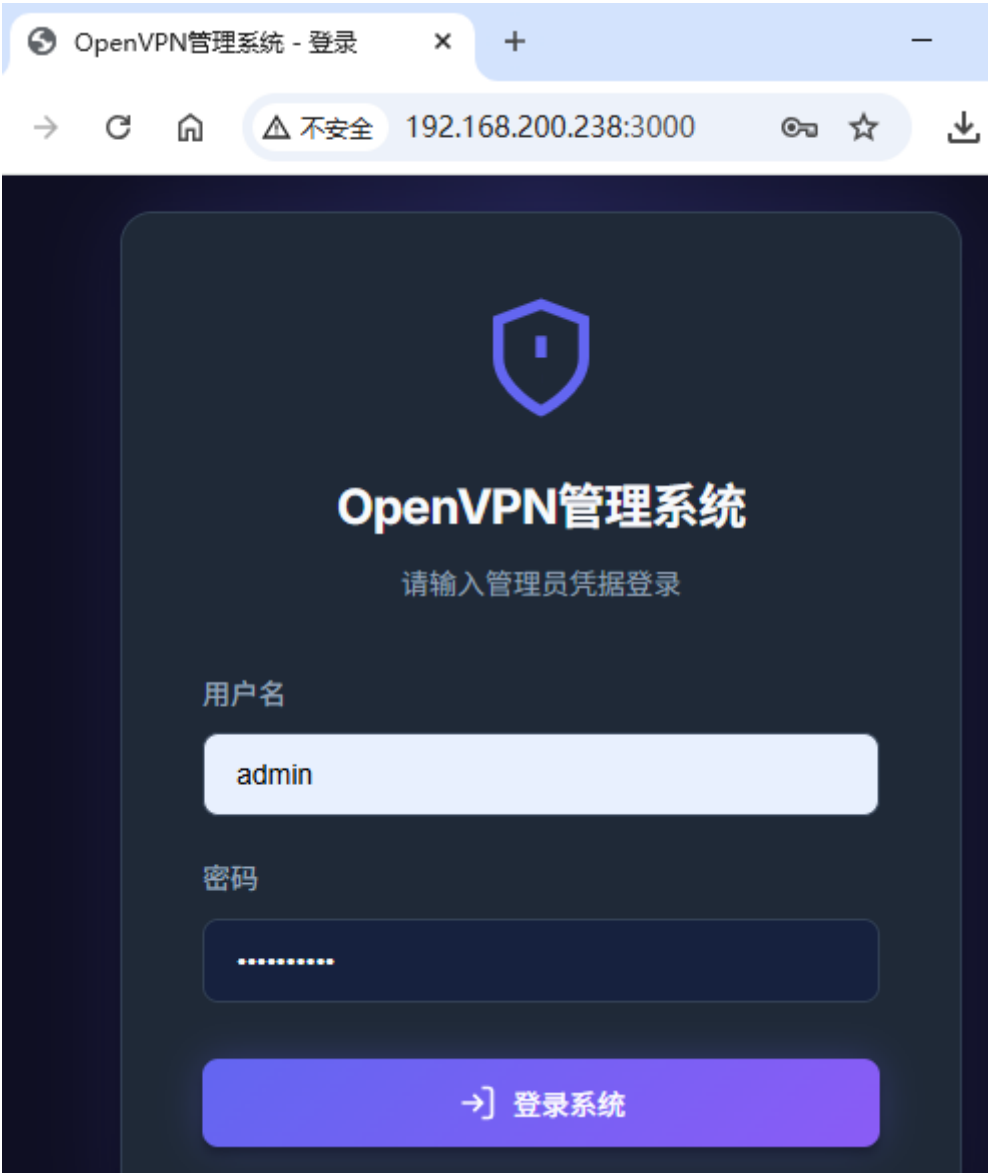 OpenVPN管理系统 - 登录
不安全 192.168.200.238:3000
OpenVPN管理系统
请输入管理员凭据登录
用户名
admin
密码
••••••••••
登录系统